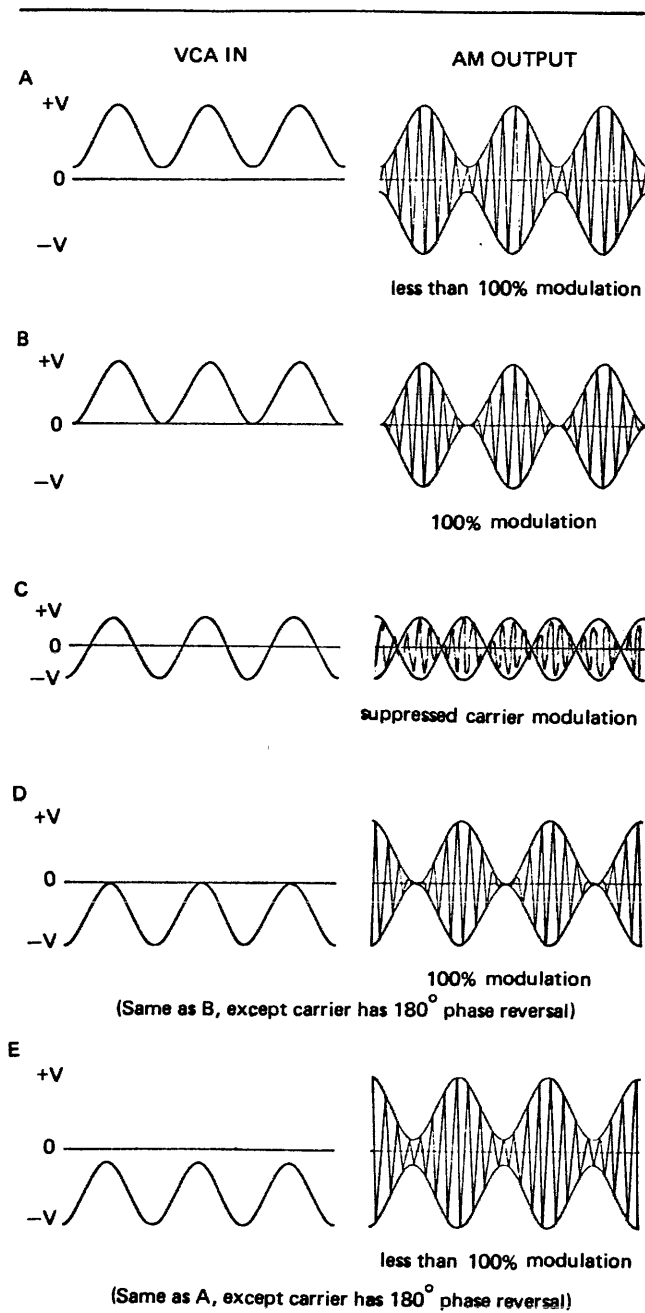 VCA IN AM OUTPUT
A
+V
0
−V
less than 100% modulation
B
+V
0
−V
100% modulation
C
+V
0
−V
suppressed carrier modulation
D
+V
0
−V
100% modulation
(Same as B, except carrier has 180° phase reversal)
E
+V
0
−V
less than 100% modulation
(Same as A, except carrier has 180° phase reversal)